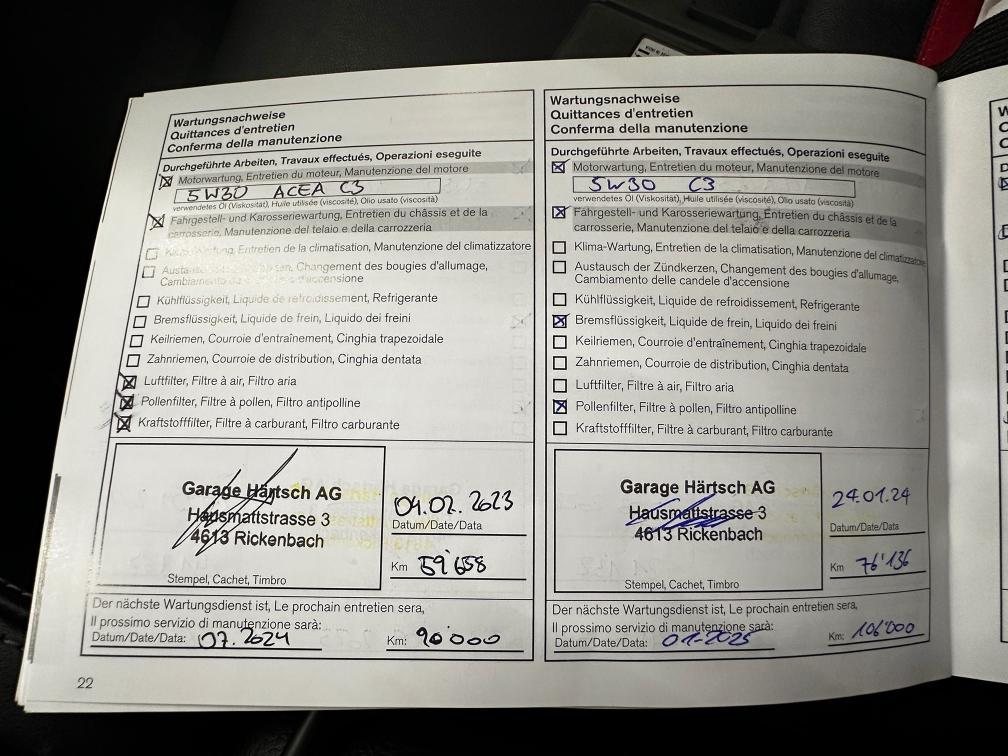 Wartungsnachweise
Quittances d'entretien
Conferma della manutenzione
Durchgeführte Arbeiten, Travaux effectués, Operazioni eseguite
Motorwartung, Entretien du moteur, Manutenzione del motore
5W30 ACEA C3
verwendetes Öl (Viskosität), Huile utilisée (viscosité), Olio usato (viscosità)
Fahrgestell- und Karosseriewartung, Entretien du châssis et de la
carrosserie, Manutenzione del telaio e della carrozzeria
Klima-Wartung, Entretien de la climatisation, Manutenzione del climatizzatore
Austausch der Zündkerzen, Changement des bougies d'allumage,
Cambiamento delle candele d'accensione
Kühlflüssigkeit, Liquide de refroidissement, Refrigerante
Bremsflüssigkeit, Liquide de frein, Liquido dei freini
Keilriemen, Courroie d'entraînement, Cinghia trapezoidale
Zahnriemen, Courroie de distribution, Cinghia dentata
Luftfilter, Filtre à air, Filtro aria
Pollenfilter, Filtre à pollen, Filtro antipolline
Kraftstofffilter, Filtre à carburant, Filtro carburante
Garage Härtsch AG
Hausmattstrasse 3
4613 Rickenbach
Stempel, Cachet, Timbro
04.02.2023
Datum/Date/Data
Km 59'658
Der nächste Wartungsdienst ist, Le prochain entretien sera,
Il prossimo servizio di manutenzione sarà:
Datum/Date/Data: 07.2024 Km: 90'000
22
Wartungsnachweise
Quittances d'entretien
Conferma della manutenzione
Durchgeführte Arbeiten, Travaux effectués, Operazioni eseguite
Motorwartung, Entretien du moteur, Manutenzione del motore
5W30 C3
verwendetes Öl (Viskosität), Huile utilisée (viscosité), Olio usato (viscosità)
Fahrgestell- und Karosseriewartung, Entretien du châssis et de la
carrosserie, Manutenzione del telaio e della carrozzeria
Klima-Wartung, Entretien de la climatisation, Manutenzione del climatizzatore
Austausch der Zündkerzen, Changement des bougies d'allumage,
Cambiamento delle candele d'accensione
Kühlflüssigkeit, Liquide de refroidissement, Refrigerante
Bremsflüssigkeit, Liquide de frein, Liquido dei freini
Keilriemen, Courroie d'entraînement, Cinghia trapezoidale
Zahnriemen, Courroie de distribution, Cinghia dentata
Luftfilter, Filtre à air, Filtro aria
Pollenfilter, Filtre à pollen, Filtro antipolline
Kraftstofffilter, Filtre à carburant, Filtro carburante
Garage Härtsch AG
Hausmattstrasse 3
4613 Rickenbach
Stempel, Cachet, Timbro
24.01.24
Datum/Date/Data
Km 76'136
Der nächste Wartungsdienst ist, Le prochain entretien sera,
Il prossimo servizio di manutenzione sarà:
Datum/Date/Data: 01.2025 Km: 106'000